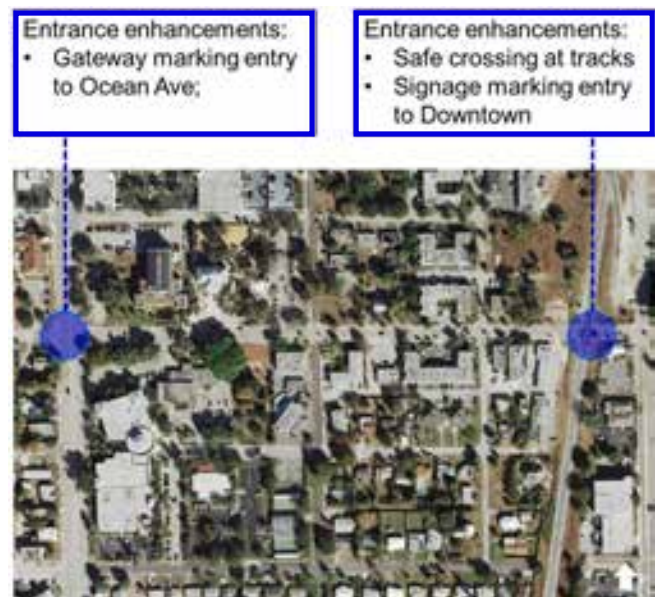 Entrance enhancements:
• Gateway marking entry
to Ocean Ave;
Entrance enhancements:
• Safe crossing at tracks
• Signage marking entry
to Downtown